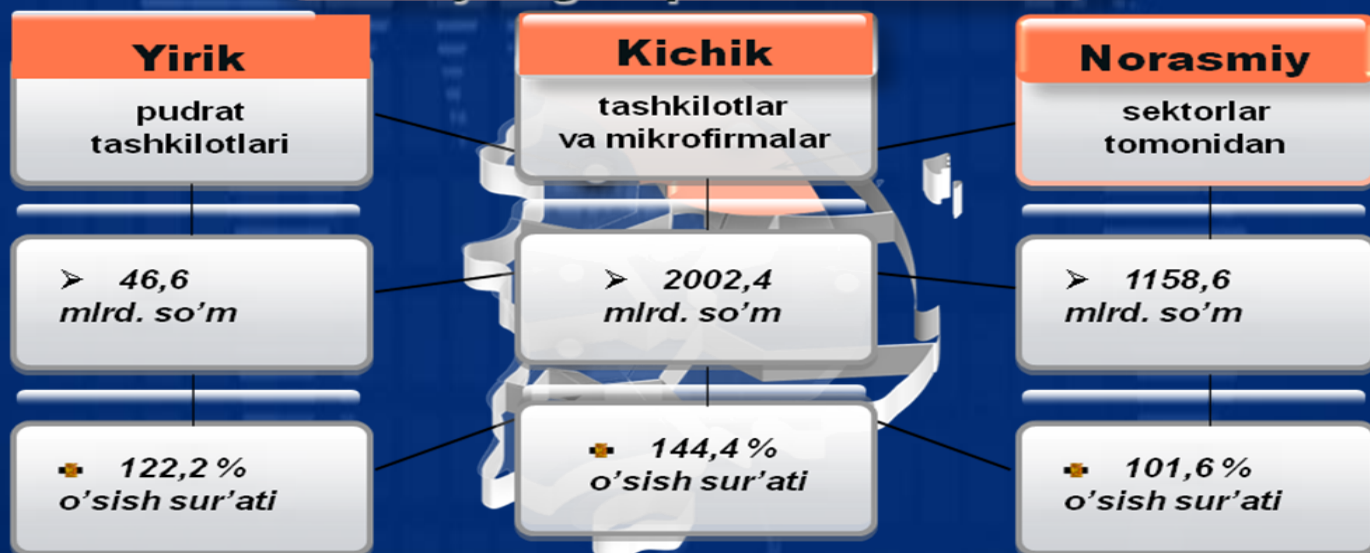 Yirik
pudrat
tashkilotlari
➢ 46,6
mlrd. so’m
122,2 %
o’sish sur’ati
Kichik
tashkilotlar
va mikrofirmalar
➢ 2002,4
mlrd. so’m
144,4 %
o’sish sur’ati
Norasmiy
sektorlar
tomonidan
➢ 1158,6
mlrd. so’m
101,6 %
o’sish sur’ati